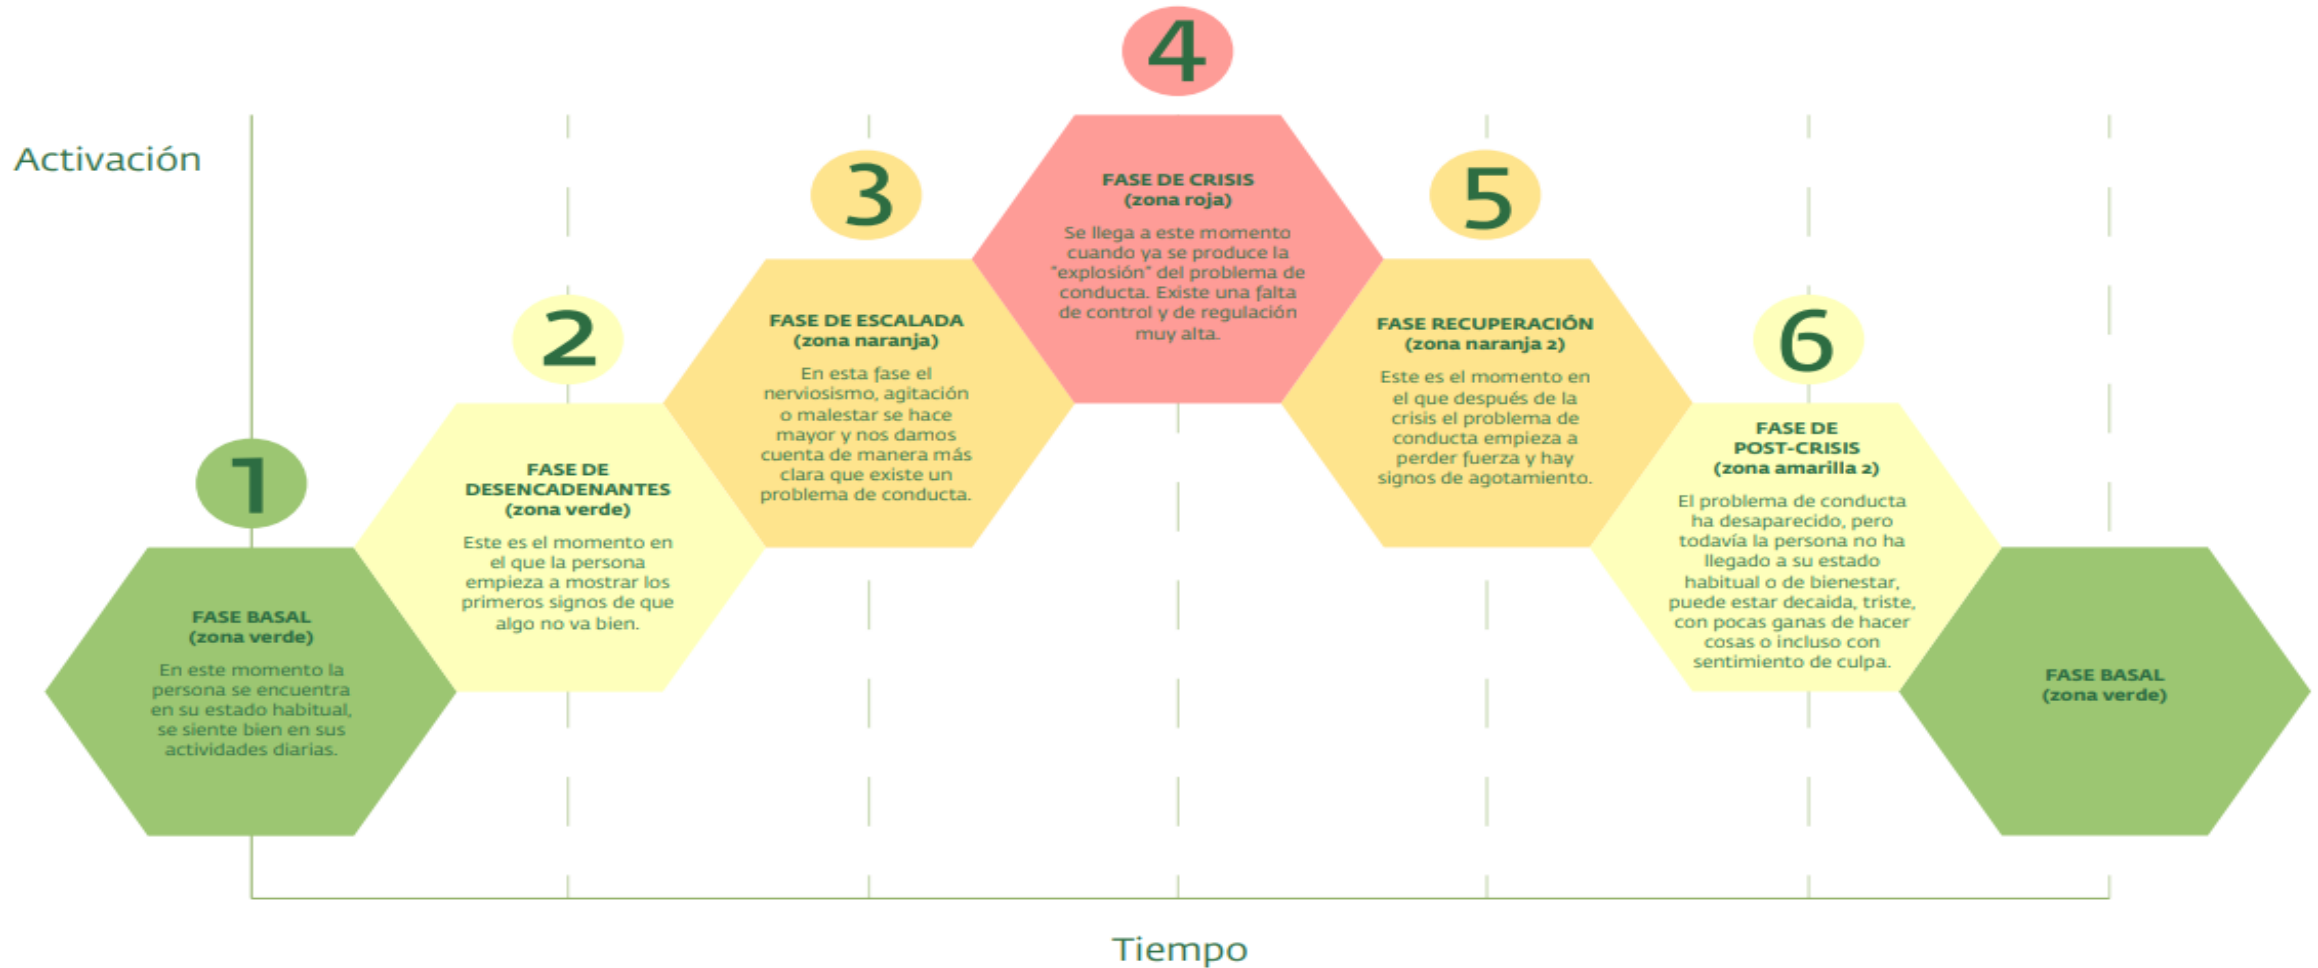 Activación
1
FASE BASAL
(zona verde)
En este momento la
persona se encuentra
en su estado habitual,
se siente bien en sus
actividades diarias.
2
FASE DE
DESENCADENANTES
(zona verde)
Este es el momento en
el que la persona
empieza a mostrar los
primeros signos de que
algo no va bien.
3
FASE DE ESCALADA
(zona naranja)
En esta fase el
nerviosismo, agitación
o malestar se hace
mayor y nos damos
cuenta de manera más
clara que existe un
problema de conducta.
4
FASE DE CRISIS
(zona roja)
Se llega a este momento
cuando ya se produce la
"explosión" del problema de
conducta. Existe una falta
de control y de regulación
muy alta.
5
FASE RECUPERACIÓN
(zona naranja 2)
Este es el momento en
el que después de la
crisis el problema de
conducta empieza a
perder fuerza y hay
signos de agotamiento.
6
FASE DE
POST-CRISIS
(zona amarilla 2)
El problema de conducta
ha desaparecido, pero
todavía la persona no ha
llegado a su estado
habitual o de bienestar,
puede estar decaida, triste,
con pocas ganas de hacer
cosas o incluso con
sentimiento de culpa.
FASE BASAL
(zona verde)
Tiempo